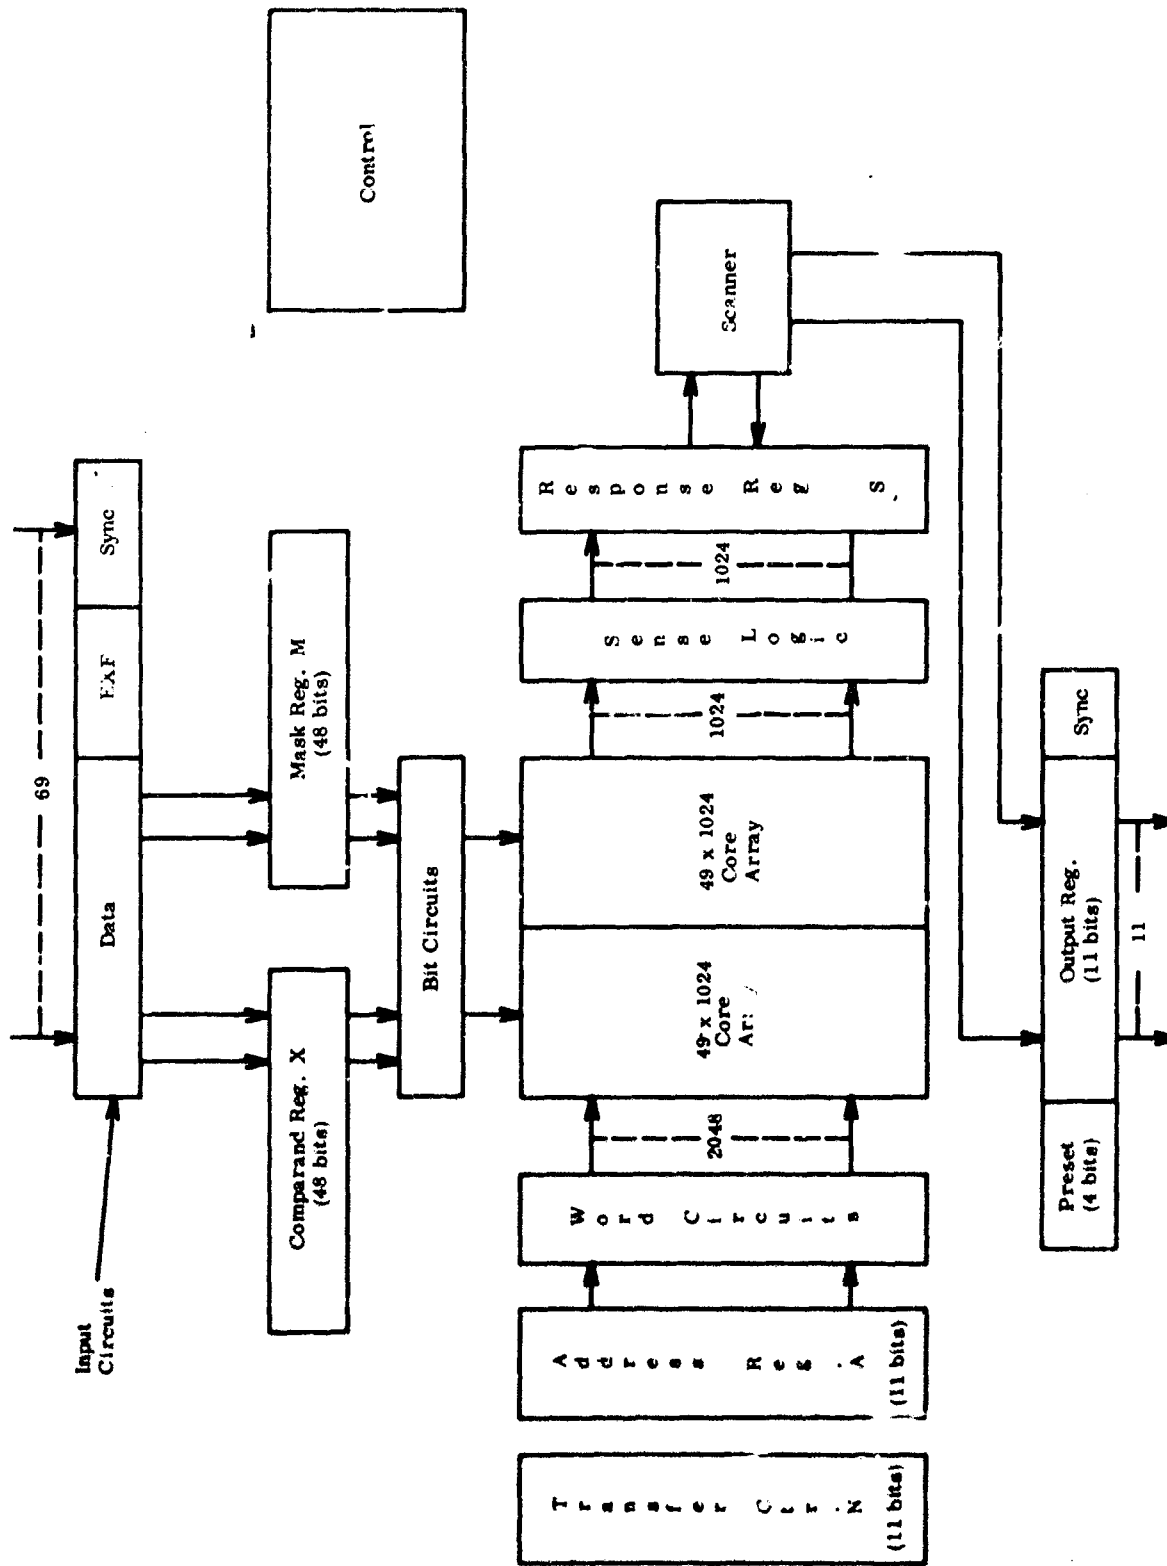 69
Input
Circuits
Data
EXF
Sync
Comparand Reg. X
(48 bits)
Mask Reg. M
(48 bits)
Control
Bit Circuits
Transfer Ctr. N
(11 bits)
Address Reg. A
(11 bits)
Word Circuits
2048
49 x 1024
Core
49 x 1024
Core
Array
1024
Sense Logic
1024
Response Reg S
Scanner
Preset
(4 bits)
Output Reg.
(11 bits)
Sync
11